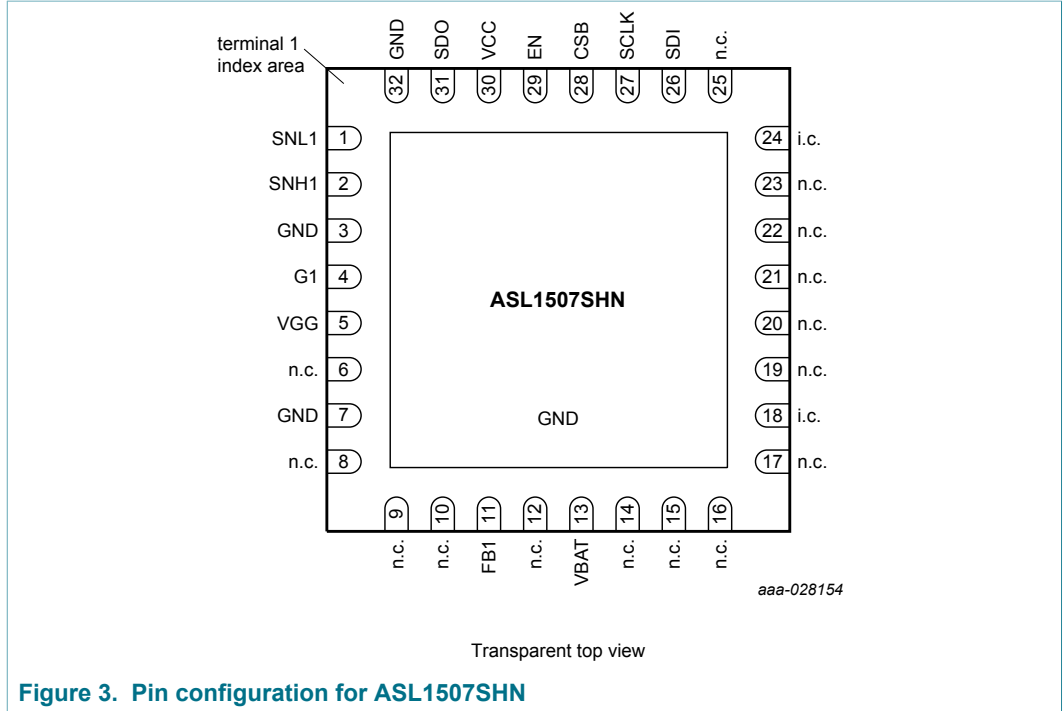 terminal 1
index area
GND
SDO
VCC
EN
CSB
SCLK
SDI
n.c.
32
31
30
29
28
27
26
25
SNL1 1
SNH1 2
GND 3
G1 4
VGG 5
n.c. 6
GND 7
n.c. 8
24 i.c.
23 n.c.
22 n.c.
21 n.c.
20 n.c.
19 n.c.
18 i.c.
17 n.c.
ASL1507SHN
GND
9
10
11
12
13
14
15
16
n.c.
n.c.
FB1
n.c.
VBAT
n.c.
n.c.
n.c.
aaa-028154
Transparent top view
Figure 3. Pin configuration for ASL1507SHN